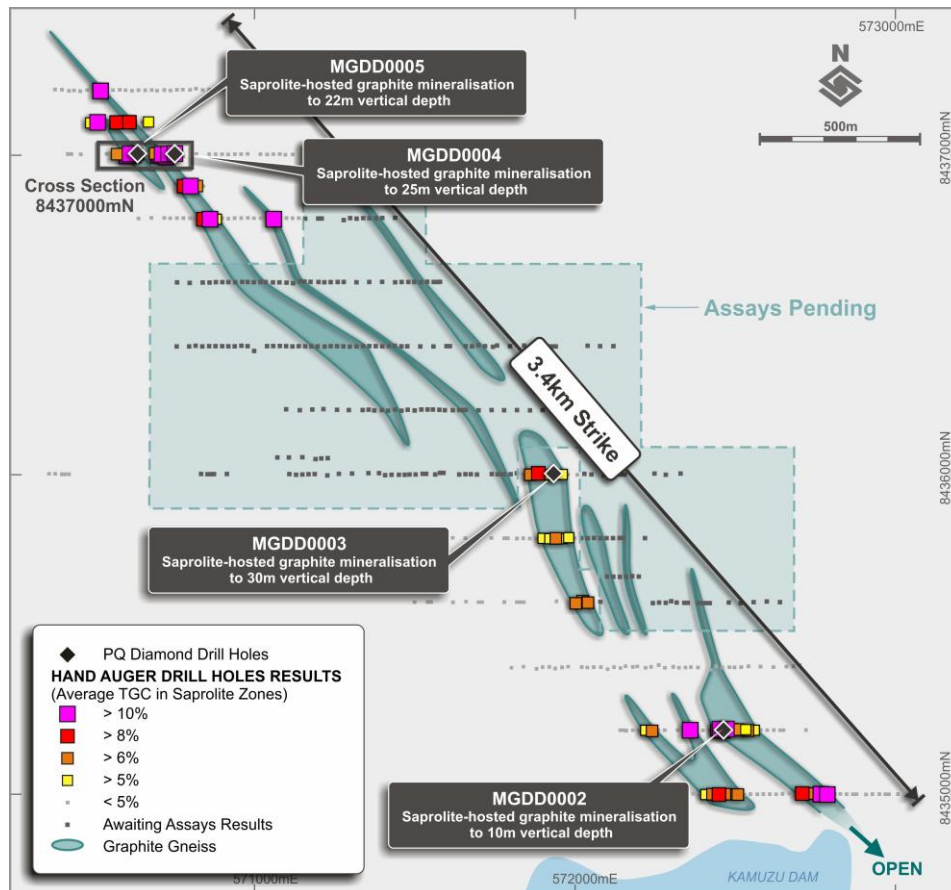 573000mE
N
500m
8437000mN
MGDD0005
Saprolite-hosted graphite mineralisation
to 22m vertical depth
MGDD0004
Saprolite-hosted graphite mineralisation
to 25m vertical depth
Cross Section
8437000mN
Assays Pending
3.4km Strike
8436000mN
MGDD0003
Saprolite-hosted graphite mineralisation
to 30m vertical depth
PQ Diamond Drill Holes
HAND AUGER DRILL HOLES RESULTS
(Average TGC in Saprolite Zones)
> 10%
> 8%
> 6%
> 5%
< 5%
Awaiting Assays Results
Graphite Gneiss
MGDD0002
Saprolite-hosted graphite mineralisation
to 10m vertical depth
8435000mN
OPEN
KAMUZU DAM
571000mE
572000mE